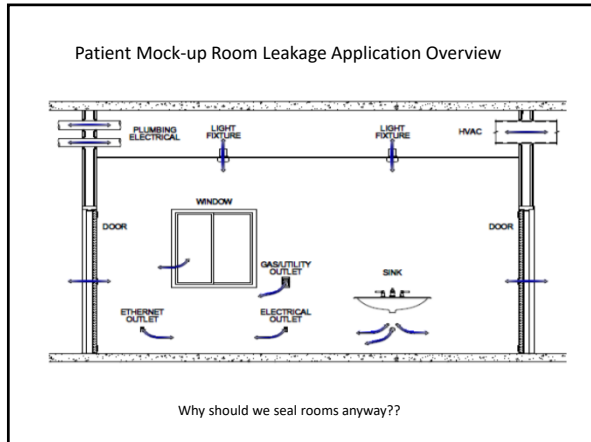 Patient Mock-up Room Leakage Application Overview
PLUMBING
ELECTRICAL
LIGHT
FIXTURE
LIGHT
FIXTURE
HVAC
WINDOW
DOOR
DOOR
GAS/UTILITY
OUTLET
SINK
ETHERNET
OUTLET
ELECTRICAL
OUTLET
Why should we seal rooms anyway??